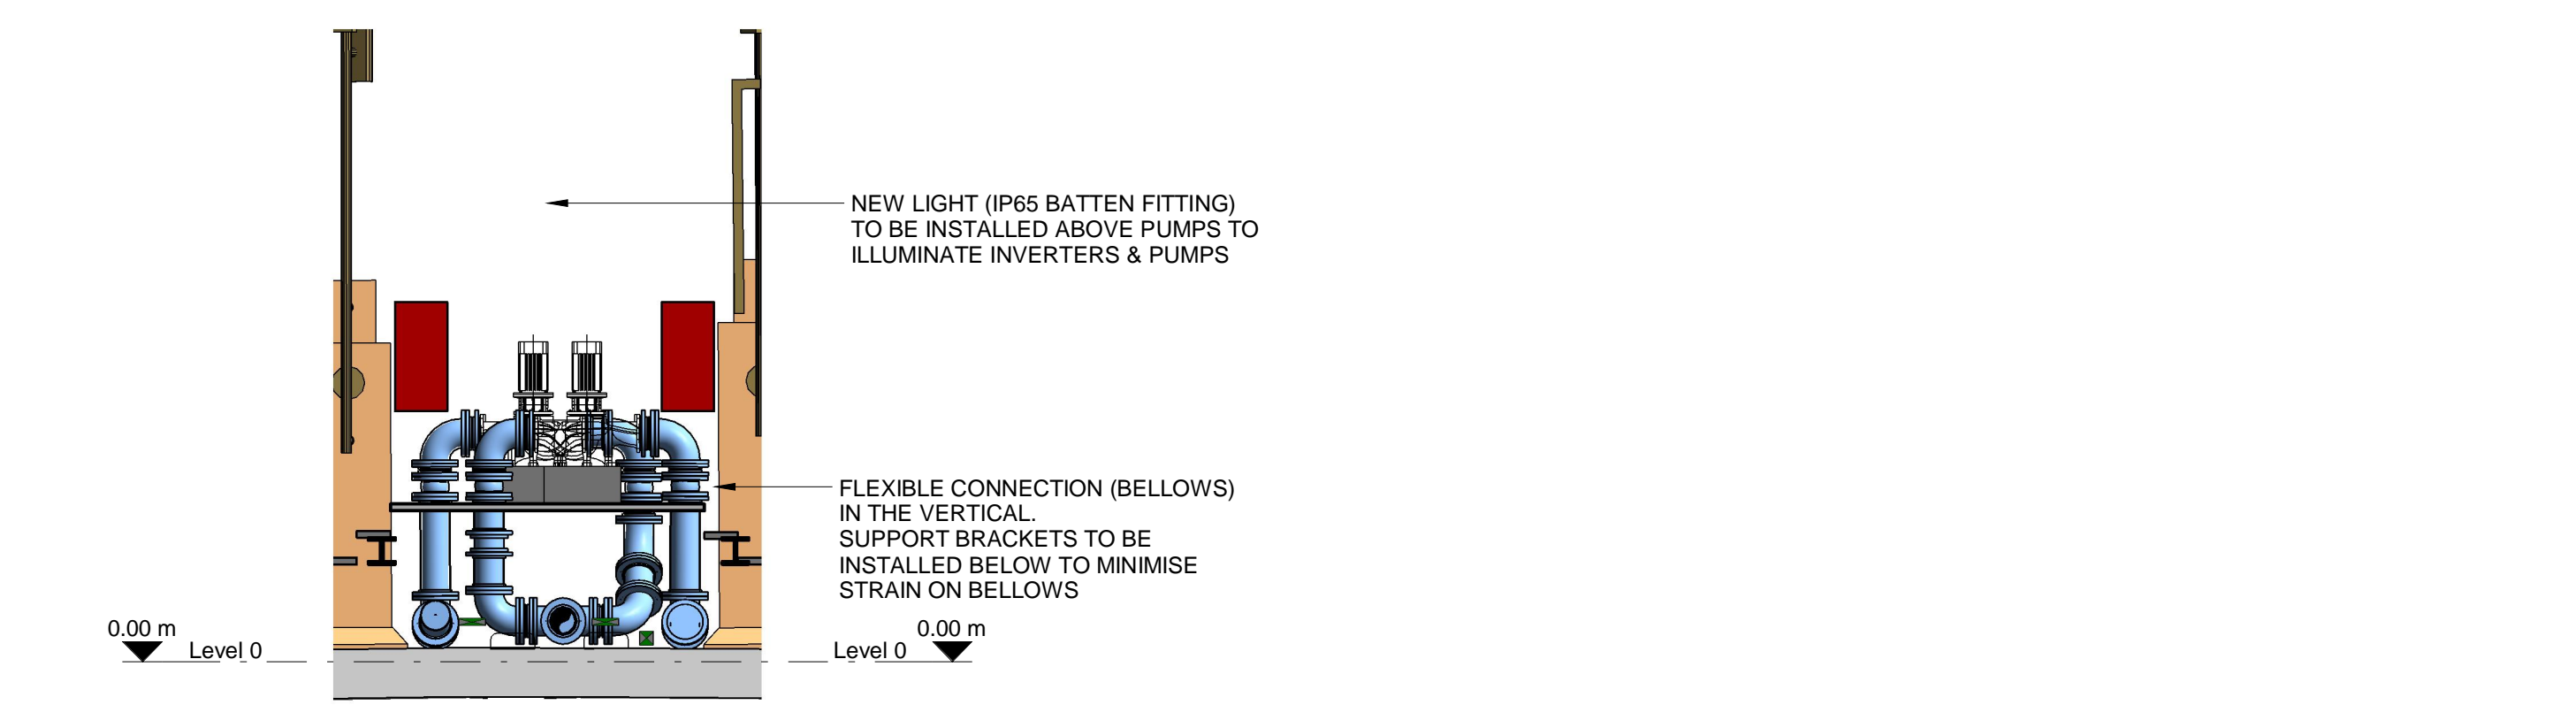 NEW LIGHT (IP65 BATTEN FITTING)
TO BE INSTALLED ABOVE PUMPS TO
ILLUMINATE INVERTERS & PUMPS
FLEXIBLE CONNECTION (BELLOWS)
IN THE VERTICAL.
SUPPORT BRACKETS TO BE
INSTALLED BELOW TO MINIMISE
STRAIN ON BELLOWS
0.00 m
Level 0
0.00 m
Level 0